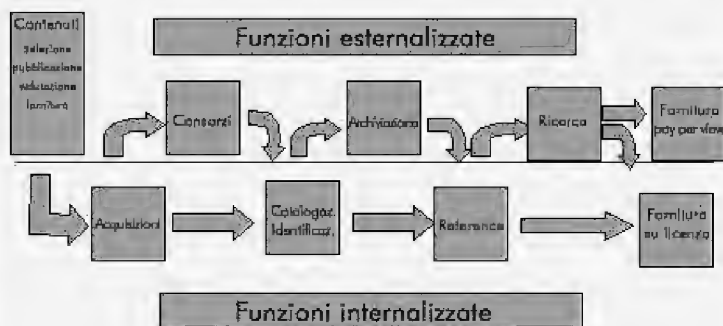 Contenuti
selezione
pubblicazione
valutazione
fornitura
Funzioni esternalizzate
Consorzi
Archiviazione
Ricerca
Fornitura
pay per view
Acquisizioni
Catalogaz.
Identificaz.
Reference
Fornitura
su licenza
Funzioni internalizzate